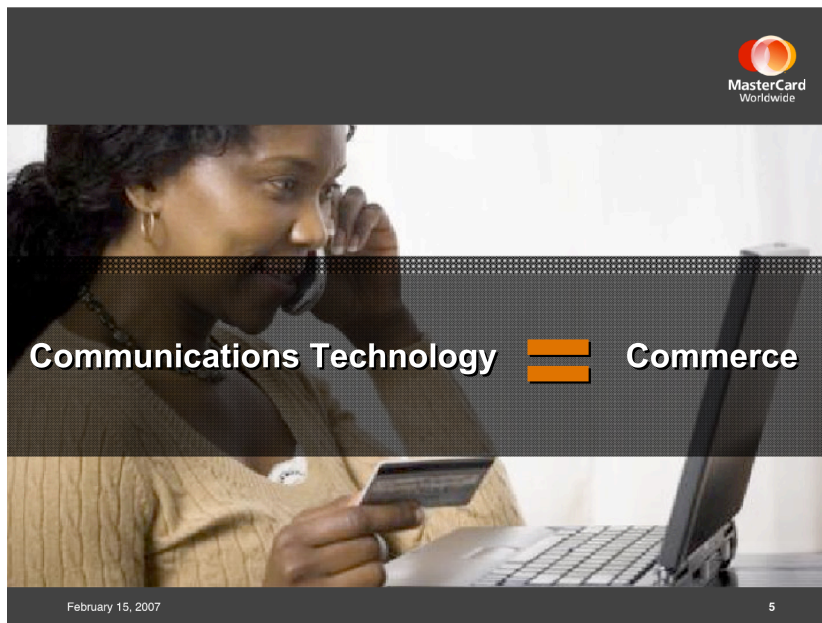 MasterCard
Worldwide
Communications Technology = Commerce
February 15, 2007
5